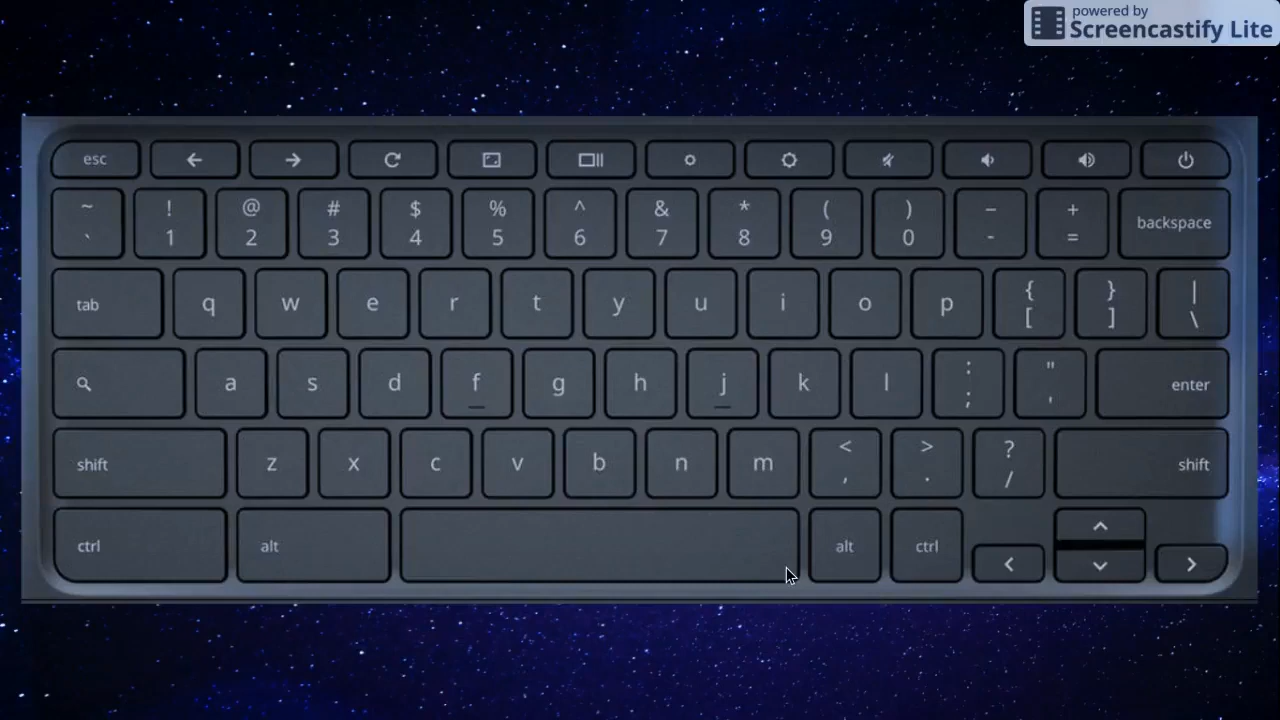 powered by
Screencastify Lite
esc
~ ! @ # $ % ^ & * ( ) _ +
` 1 2 3 4 5 6 7 8 9 0 - = backspace
tab q w e r t y u i o p { } |
[ ] \
a s d f g h j k l : " enter
; '
shift z x c v b n m < > ? shift
, . /
ctrl alt alt ctrl